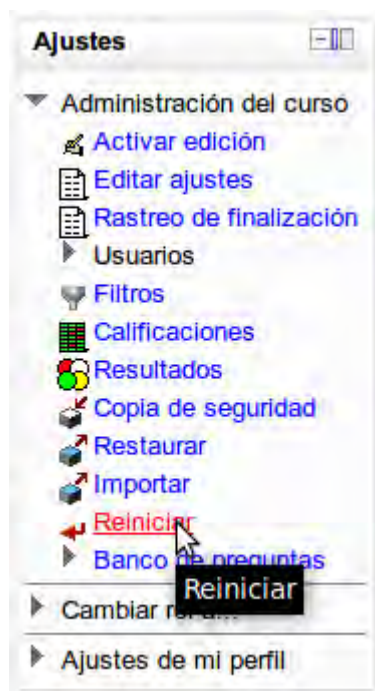 Ajustes
Administración del curso
Activar edición
Editar ajustes
Rastreo de finalización
Usuarios
Filtros
Calificaciones
Resultados
Copia de seguridad
Restaurar
Importar
Reiniciar
Banco de preguntas
Reiniciar
Cambiar
Ajustes de mi perfil